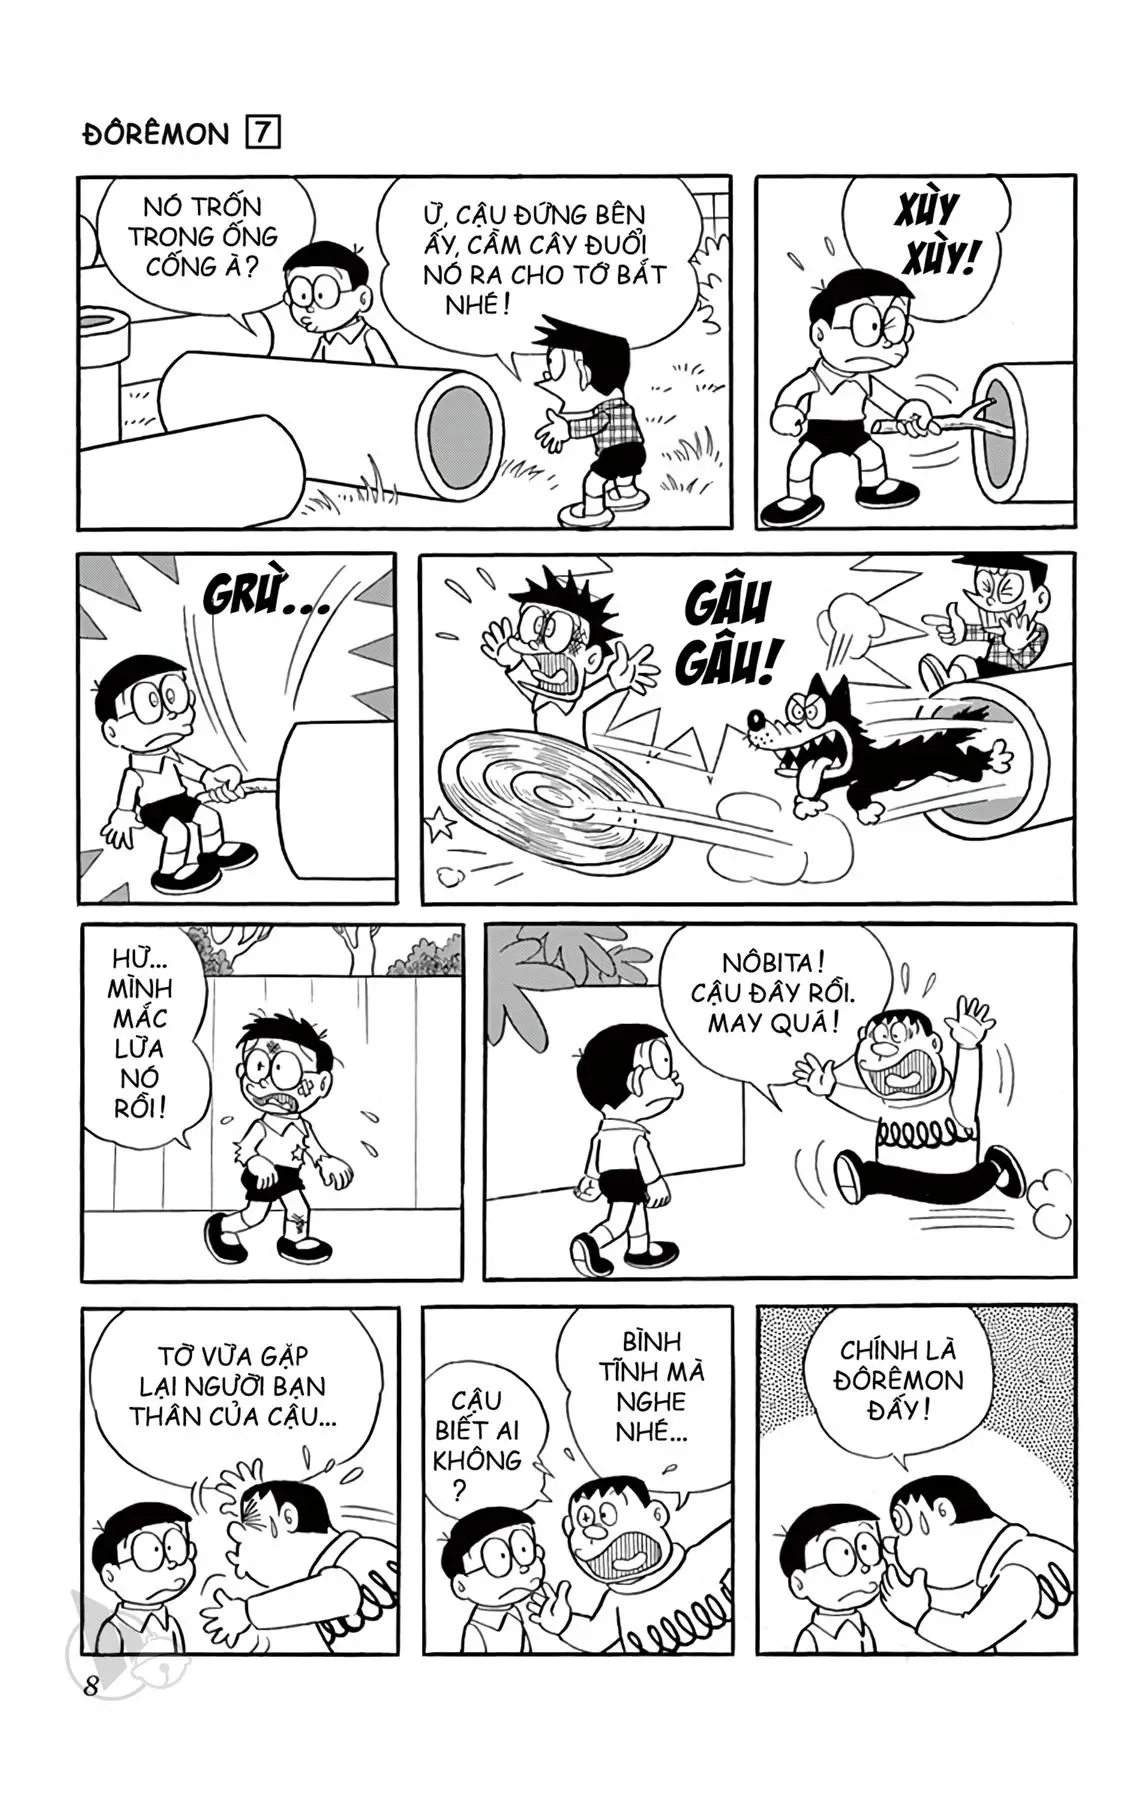 ĐÔRÊMON 7
NÓ TRỐN
TRONG ỐNG
CỐNG À?
Ừ, CẬU ĐỨNG BÊN
ẤY, CẦM CÂY ĐUỔI
NÓ RA CHO TỚ BẮT
NHÉ!
XÙY
XÙY!
GRỪ...
GÂU
GÂU!
HỪ...
MÌNH
MẮC
LỪA
NÓ
RỒI!
NÔBITA!
CẬU ĐÂY RỒI.
MAY QUÁ!
TỜ VỪA GẶP
LẠI NGƯỜI BẠN
THÂN CỦA CẬU...
CẬU
BIẾT AI
KHÔNG
?
BÌNH
TĨNH MÀ
NGHE
NHÉ...
CHÍNH LÀ
ĐÔRÊMON
ĐẤY!
8